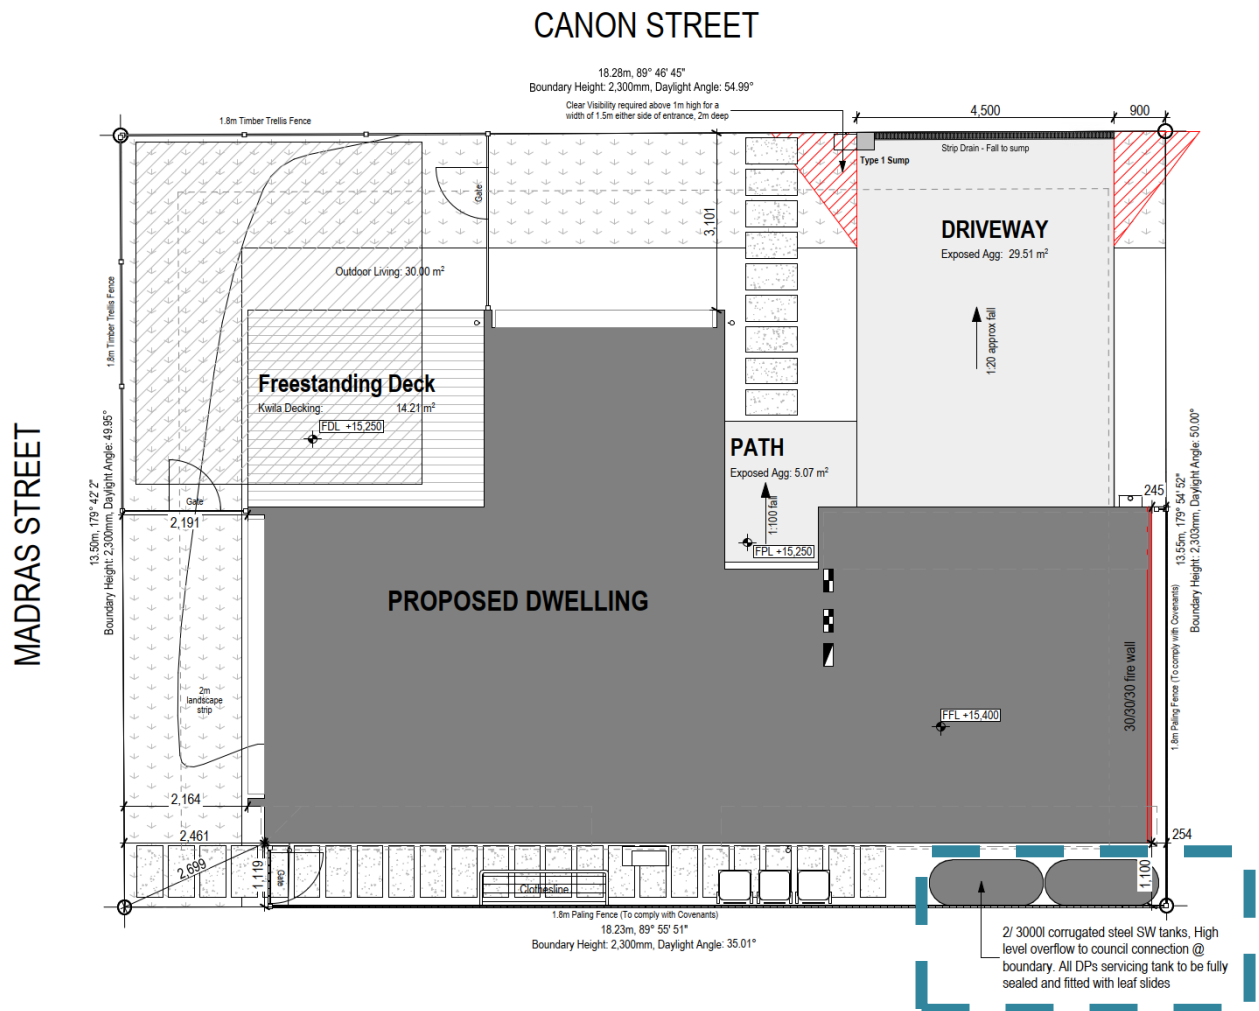 CANON STREET
18.28m, 89° 46' 45"
Boundary Height: 2,300mm, Daylight Angle: 54.99°
Clear Visibility required above 1m high for a
width of 1.5m either side of entrance, 2m deep
4,500
900
1.8m Timber Trellis Fence
Strip Drain - Fall to sump
Type 1 Sump
Gate
3,101
DRIVEWAY
Exposed Agg: 29.51 m²
Outdoor Living: 30.00 m²
1.8m Timber Trellis Fence
1:20 approx fall
Freestanding Deck
Kwila Decking: 14.21 m²
FDL +15,250
MADRAS STREET
13.50m, 179° 42' 2"
Boundary Height: 2,300mm, Daylight Angle: 49.95°
PATH
Exposed Agg: 5.07 m²
1:100 fall
FPL +15,250
245
13.55m, 179° 54' 52"
Boundary Height: 2,303mm, Daylight Angle: 50.00°
Gate
2,191
PROPOSED DWELLING
30/30/30 fire wall
1.8m Paling Fence (To comply with Covenants)
2m
landscape
strip
FFL +15,400
2,164
2,461
254
2,699
1,119
Gate
Clothesline
1,100
1.8m Paling Fence (To comply with Covenants)
18.23m, 89° 55' 51"
Boundary Height: 2,300mm, Daylight Angle: 35.01°
2/ 3000l corrugated steel SW tanks, High
level overflow to council connection @
boundary. All DPs servicing tank to be fully
sealed and fitted with leaf slides